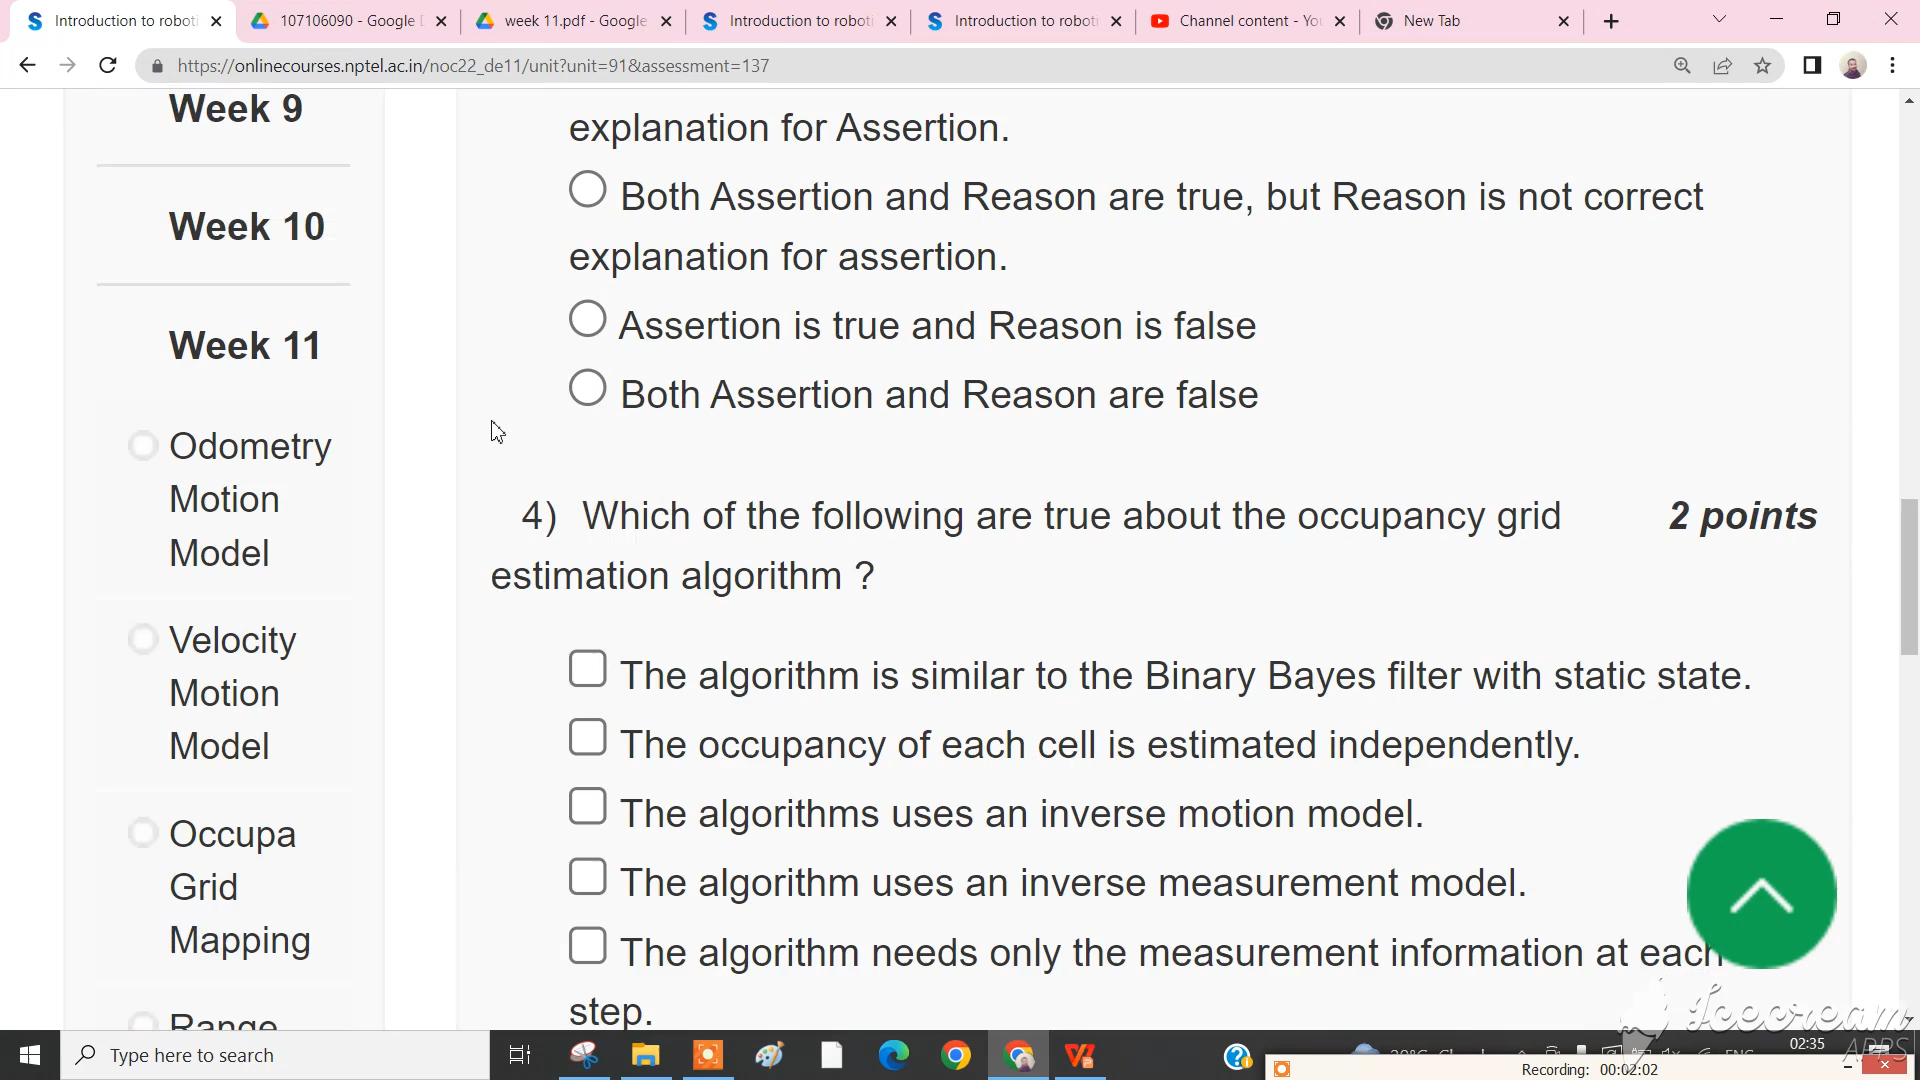 Introduction to roboti
107106090 - Google D
week 11.pdf - Google
Introduction to roboti
Introduction to roboti
Channel content - You
New Tab
https://onlinecourses.nptel.ac.in/noc22_de11/unit?unit=91&assessment=137
Week 9
Week 10
Week 11
Odometry
Motion
Model
Velocity
Motion
Model
Occupa
Grid
Mapping
Range
explanation for Assertion.
Both Assertion and Reason are true, but Reason is not correct
explanation for assertion.
Assertion is true and Reason is false
Both Assertion and Reason are false
4) Which of the following are true about the occupancy grid
2 points
estimation algorithm ?
The algorithm is similar to the Binary Bayes filter with static state.
The occupancy of each cell is estimated independently.
The algorithms uses an inverse motion model.
The algorithm uses an inverse measurement model.
The algorithm needs only the measurement information at each
step.
Icecream
APPS
Type here to search
02:35
Recording: 00:02:02